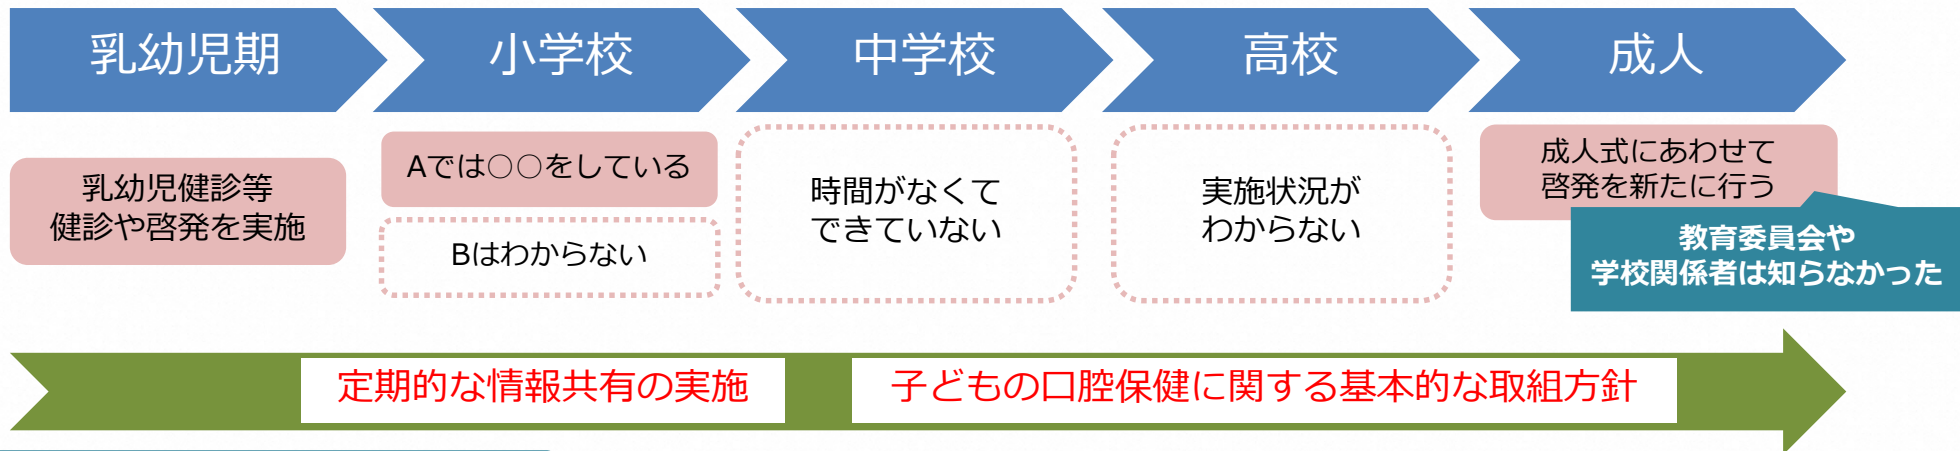 乳幼児期
小学校
中学校
高校
成人
乳幼児健診等
健診や啓発を実施
Aでは○○をしている
Bはわからない
時間がなくて
できていない
実施状況が
わからない
成人式にあわせて
啓発を新たに行う
教育委員会や
学校関係者は知らなかった
定期的な情報共有の実施
子どもの口腔保健に関する基本的な取組方針